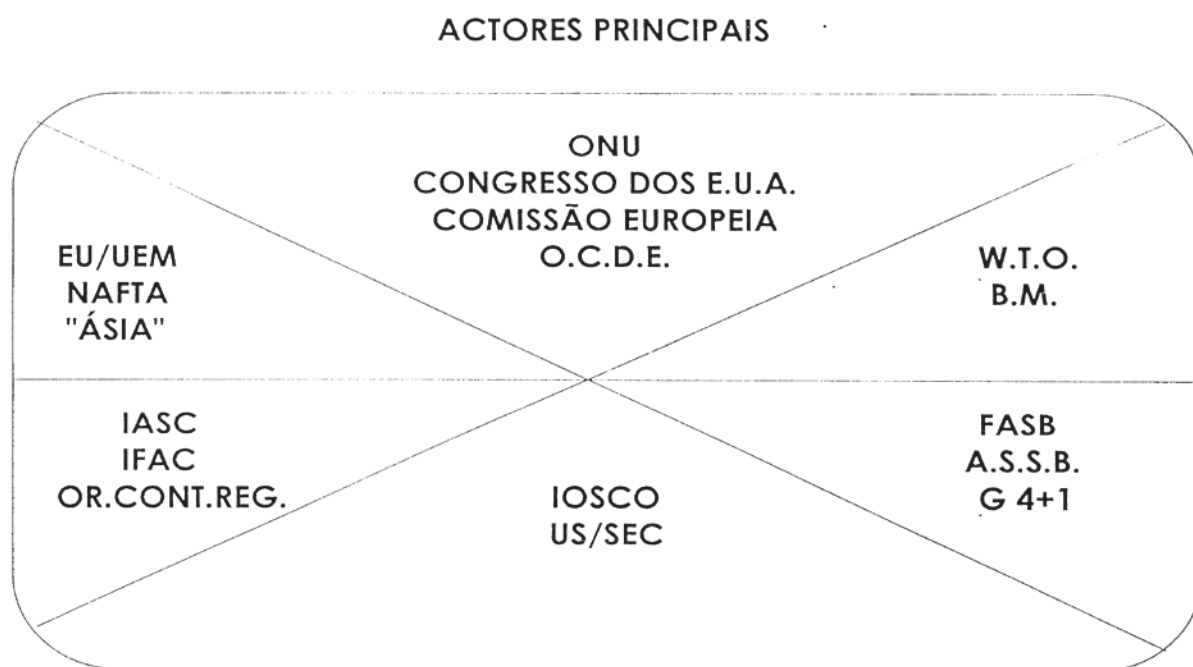 ACTORES PRINCIPAIS
ONU
CONGRESSO DOS E.U.A.
COMISSÃO EUROPEIA
O.C.D.E.
EU/UEM
NAFTA
"ÁSIA"
W.T.O.
B.M.
IASC
IFAC
OR.CONT.REG.
IOSCO
US/SEC
FASB
A.S.S.B.
G 4+1